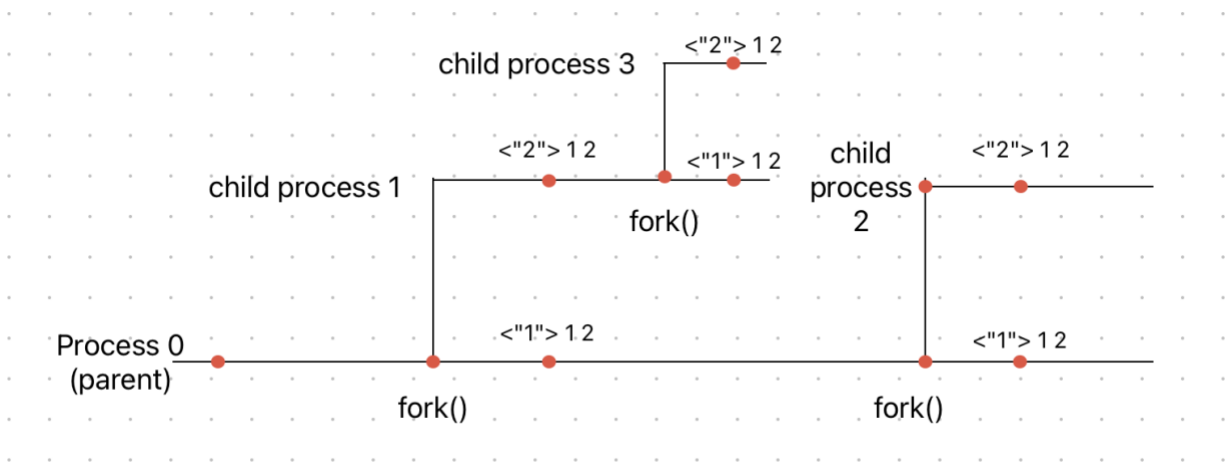 <"2"> 1 2
child process 3
<"2"> 1 2
<"1"> 1 2
child
process
2
<"2"> 1 2
child process 1
fork()
Process 0
(parent)
<"1"> 1 2
<"1"> 1 2
fork()
fork()